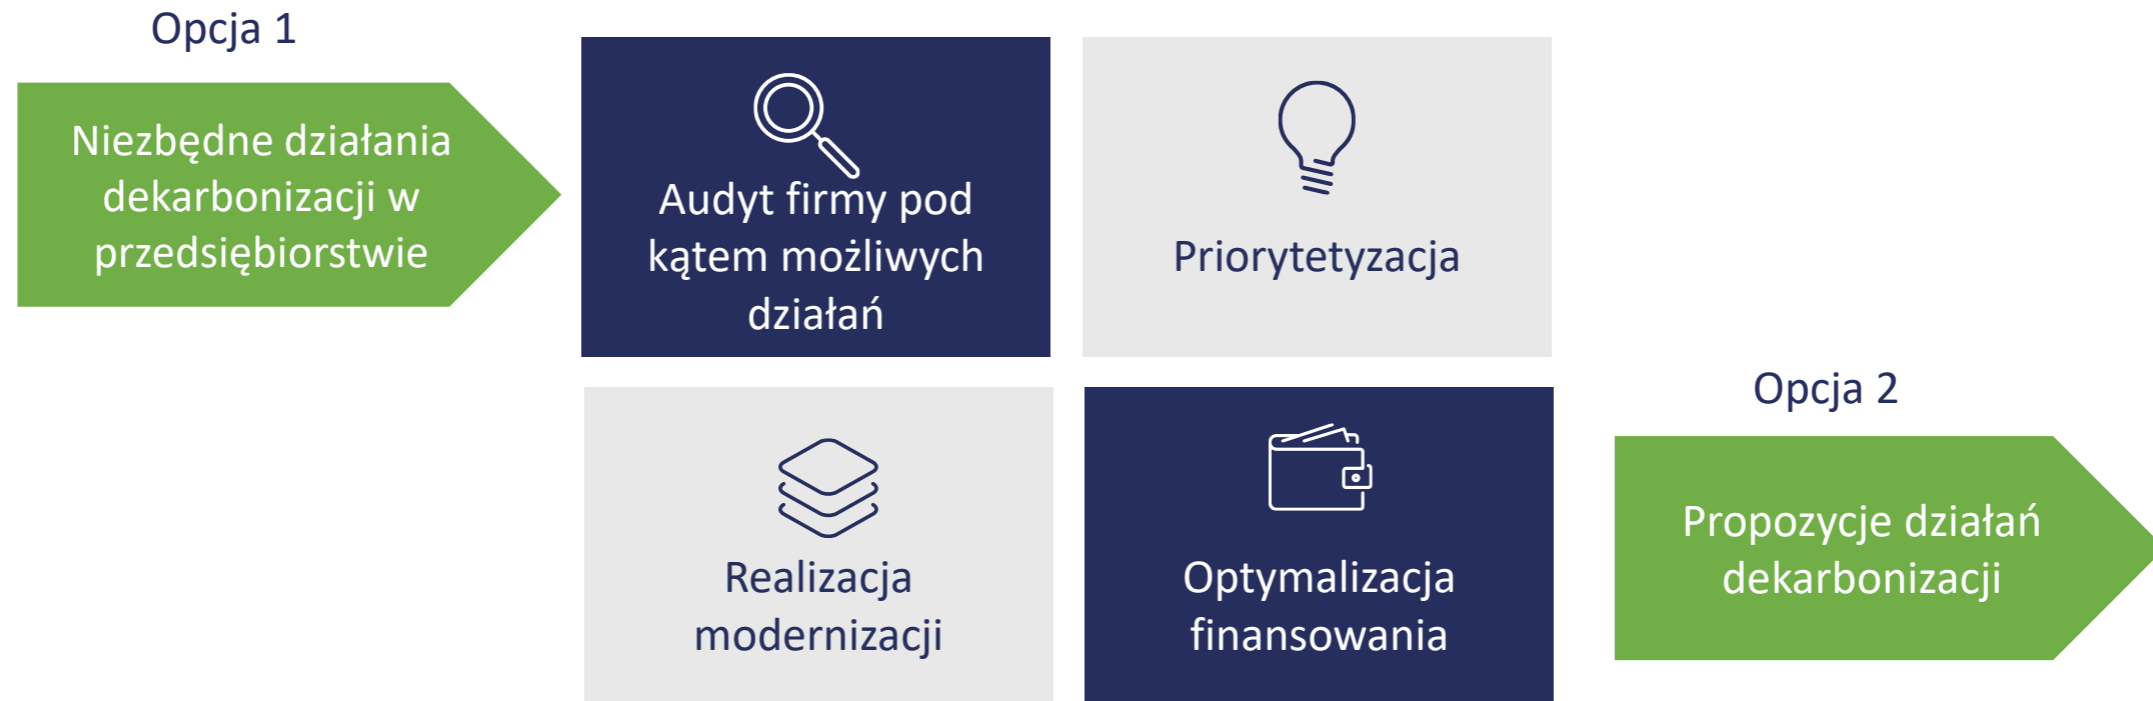 Opcja 1
Niezbędne działania
dekarbonizacji w
przedsiębiorstwie
Audyt firmy pod
kątem możliwych
działań
Priorytetyzacja
Realizacja
modernizacji
Optymalizacja
finansowania
Opcja 2
Propozycje działań
dekarbonizacji